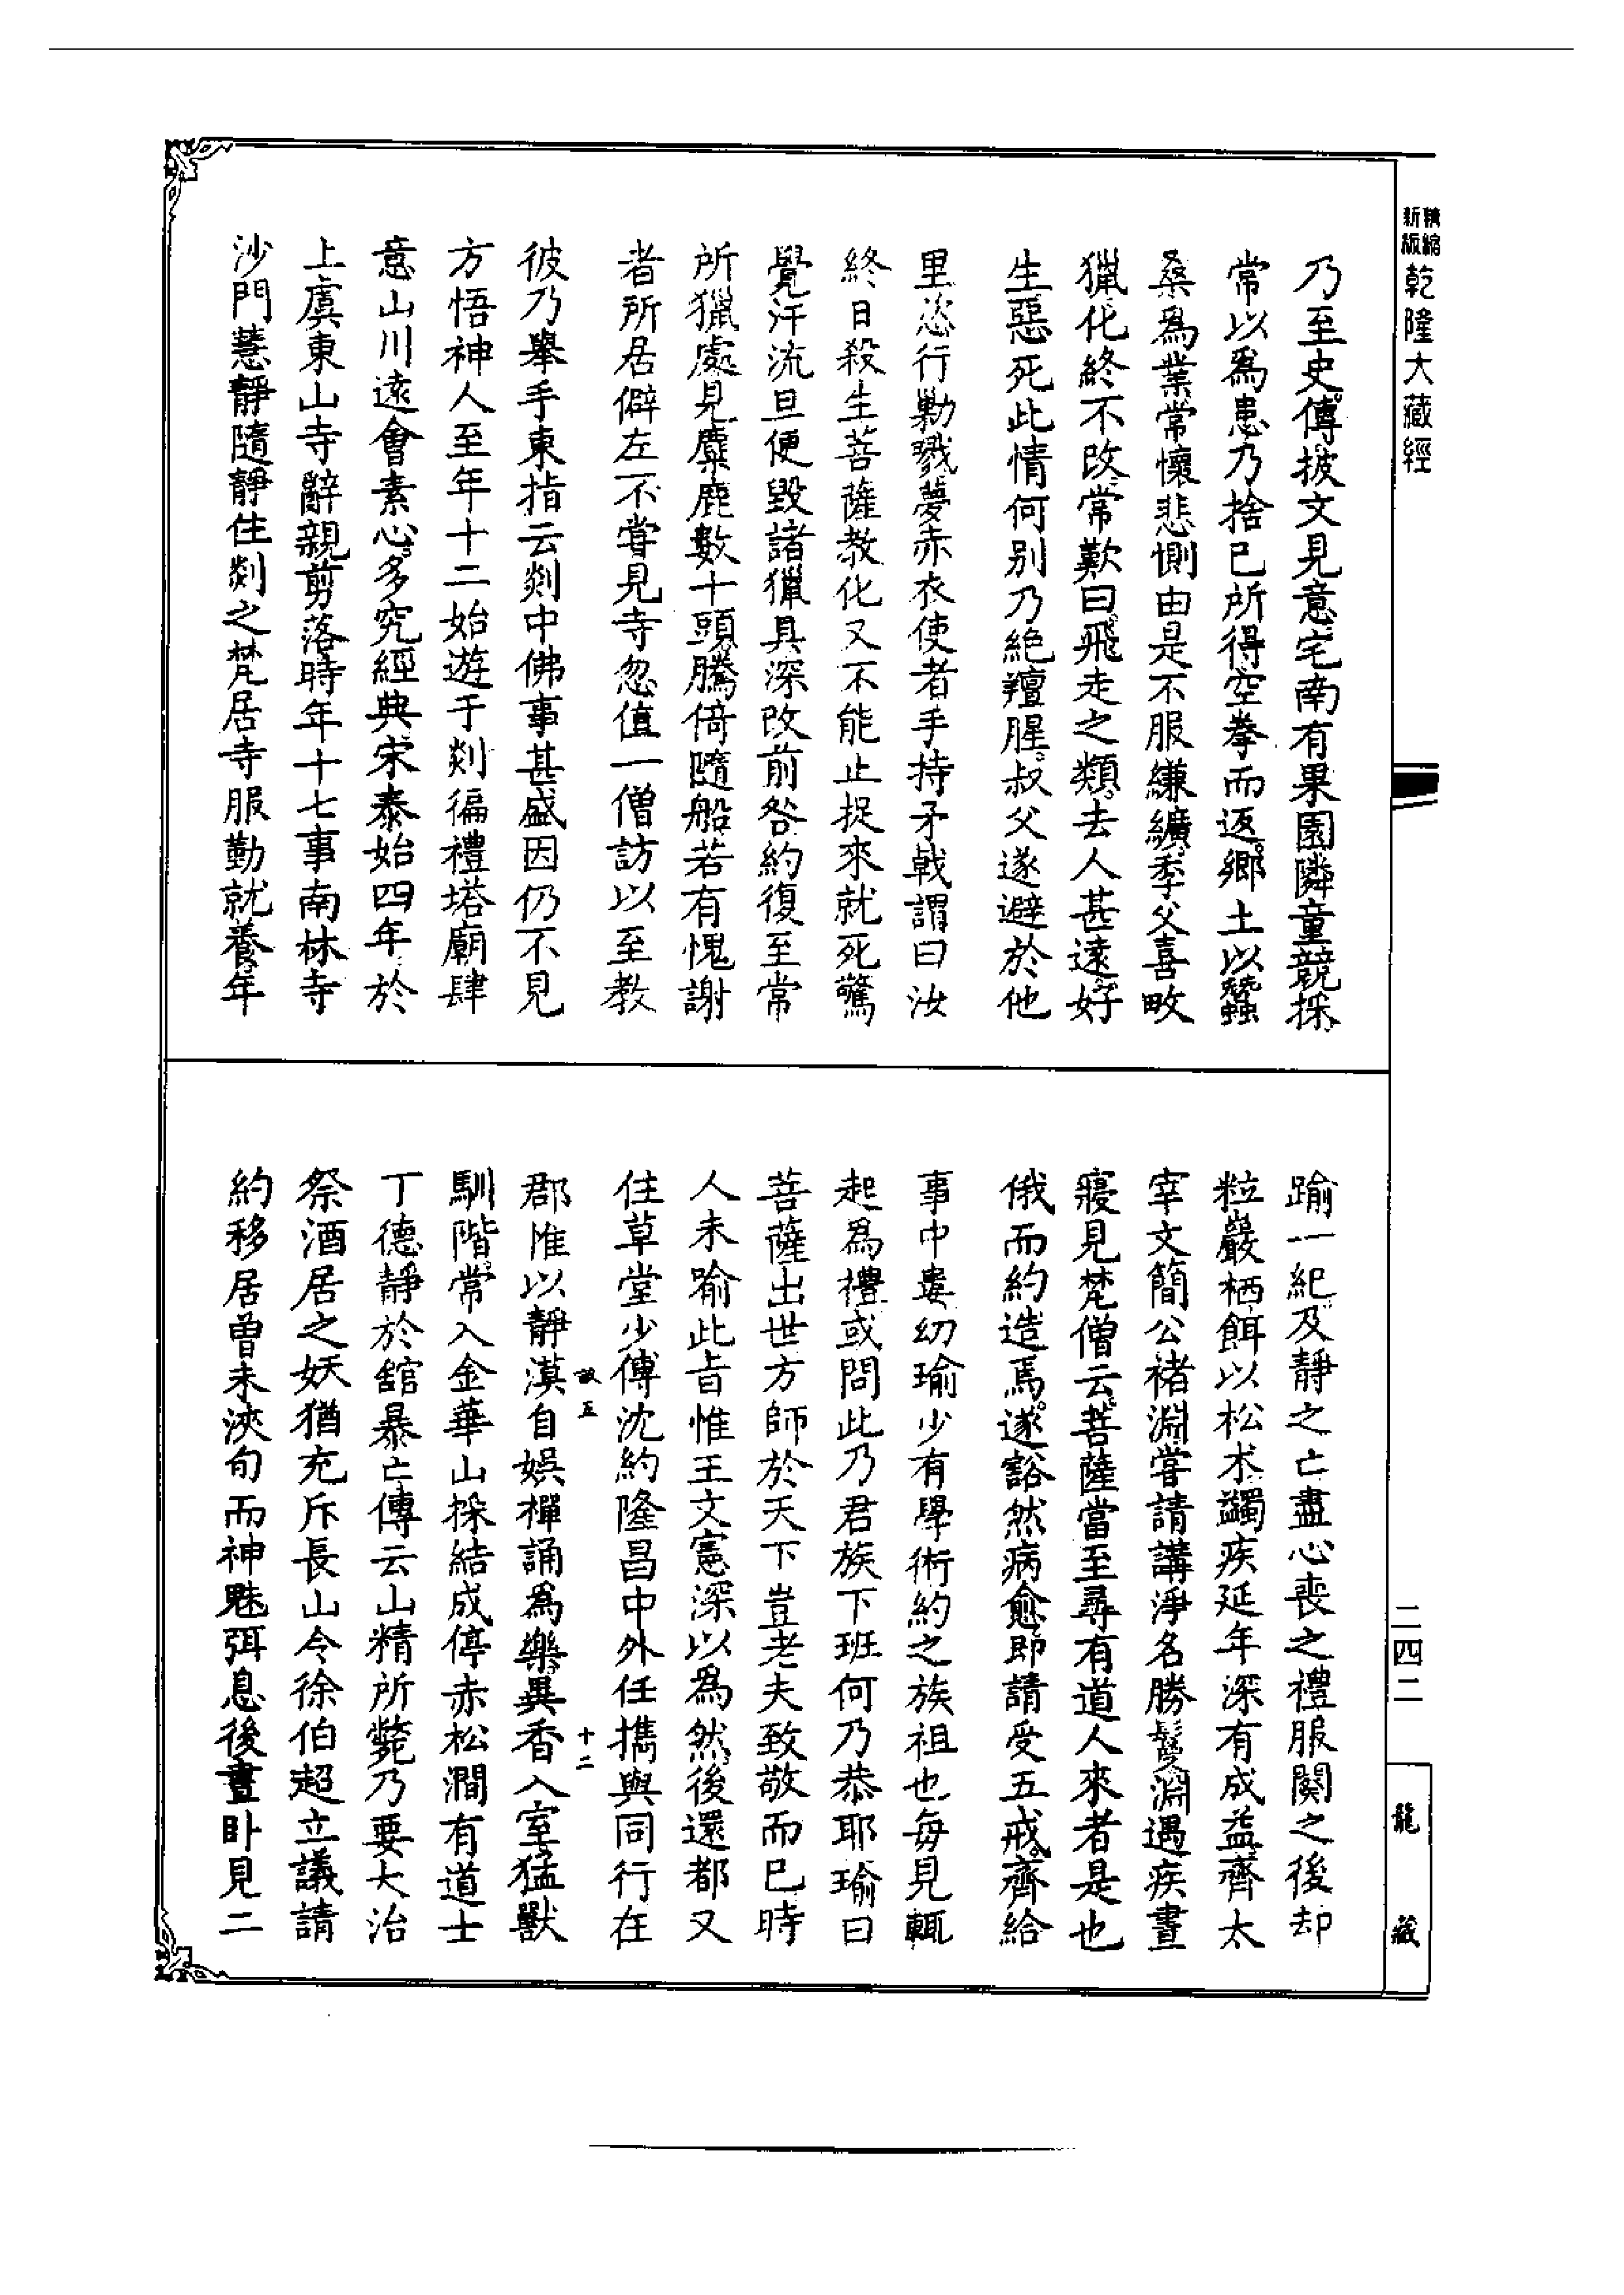 精縮新版乾隆大藏經
乃至史傳披文見意宅南有果園隣童競採
常以爲患乃捨已所得空拳而返鄉土以蠶
桑爲業常懷悲惻由是不服縑纊季父喜畋
獵化終不改常歎曰飛走之類去人甚遠好
生惡死此情何別乃絶羶腥叔父遂避於他
里恣行勦戮夢赤衣使者手持矛戟謂曰汝
終日殺生菩薩教化又不能止捉來就死驚
覺汗流旦便毀諸獵具深改前咎約復至常
所獵處見麋鹿數十頭騰倚隨船若有愧謝
者所居僻左不嘗見寺忽值一僧訪以至教
彼乃舉手東指云剡中佛事甚盛因仍不見
方悟神人至年十二始遊于剡徧禮塔廟肆
意山川遠會素心多究經典宋泰始四年於
上虞東山寺辭親剪落時年十七事南林寺
沙門慧靜隨靜住剡之梵居寺服勤就養年
踰一紀及靜之亡盡心喪之禮服闋之後却
粒巖栖餌以松术蠲疾延年深有成益齊太
宰文簡公褚淵嘗請講淨名勝鬘淵遇疾晝
寢見梵僧云菩薩當至尋有道人來者是也
俄而約造焉遂豁然病愈即請受五戒齊給
事中婁幼瑜少有學術約之族祖也每見輒
起爲禮或問此乃君族下班何乃恭耶瑜曰
菩薩出世方師於天下豈老夫致敬而已時
人未喻此旨惟王文憲深以爲然後還都又
住草堂少傅沈約隆昌中外任攜與同行在
郡惟以靜漠自娛禪誦爲樂異香入室猛獸
馴階常入金華山採結成停赤松澗有道士
丁德靜於舘暴亡傳云山精所斃乃要大治
祭酒居之妖猶充斥長山令徐伯超立議請
約移居曾未浹旬而神魅弭息後晝卧見二
十二
二四二
龍藏